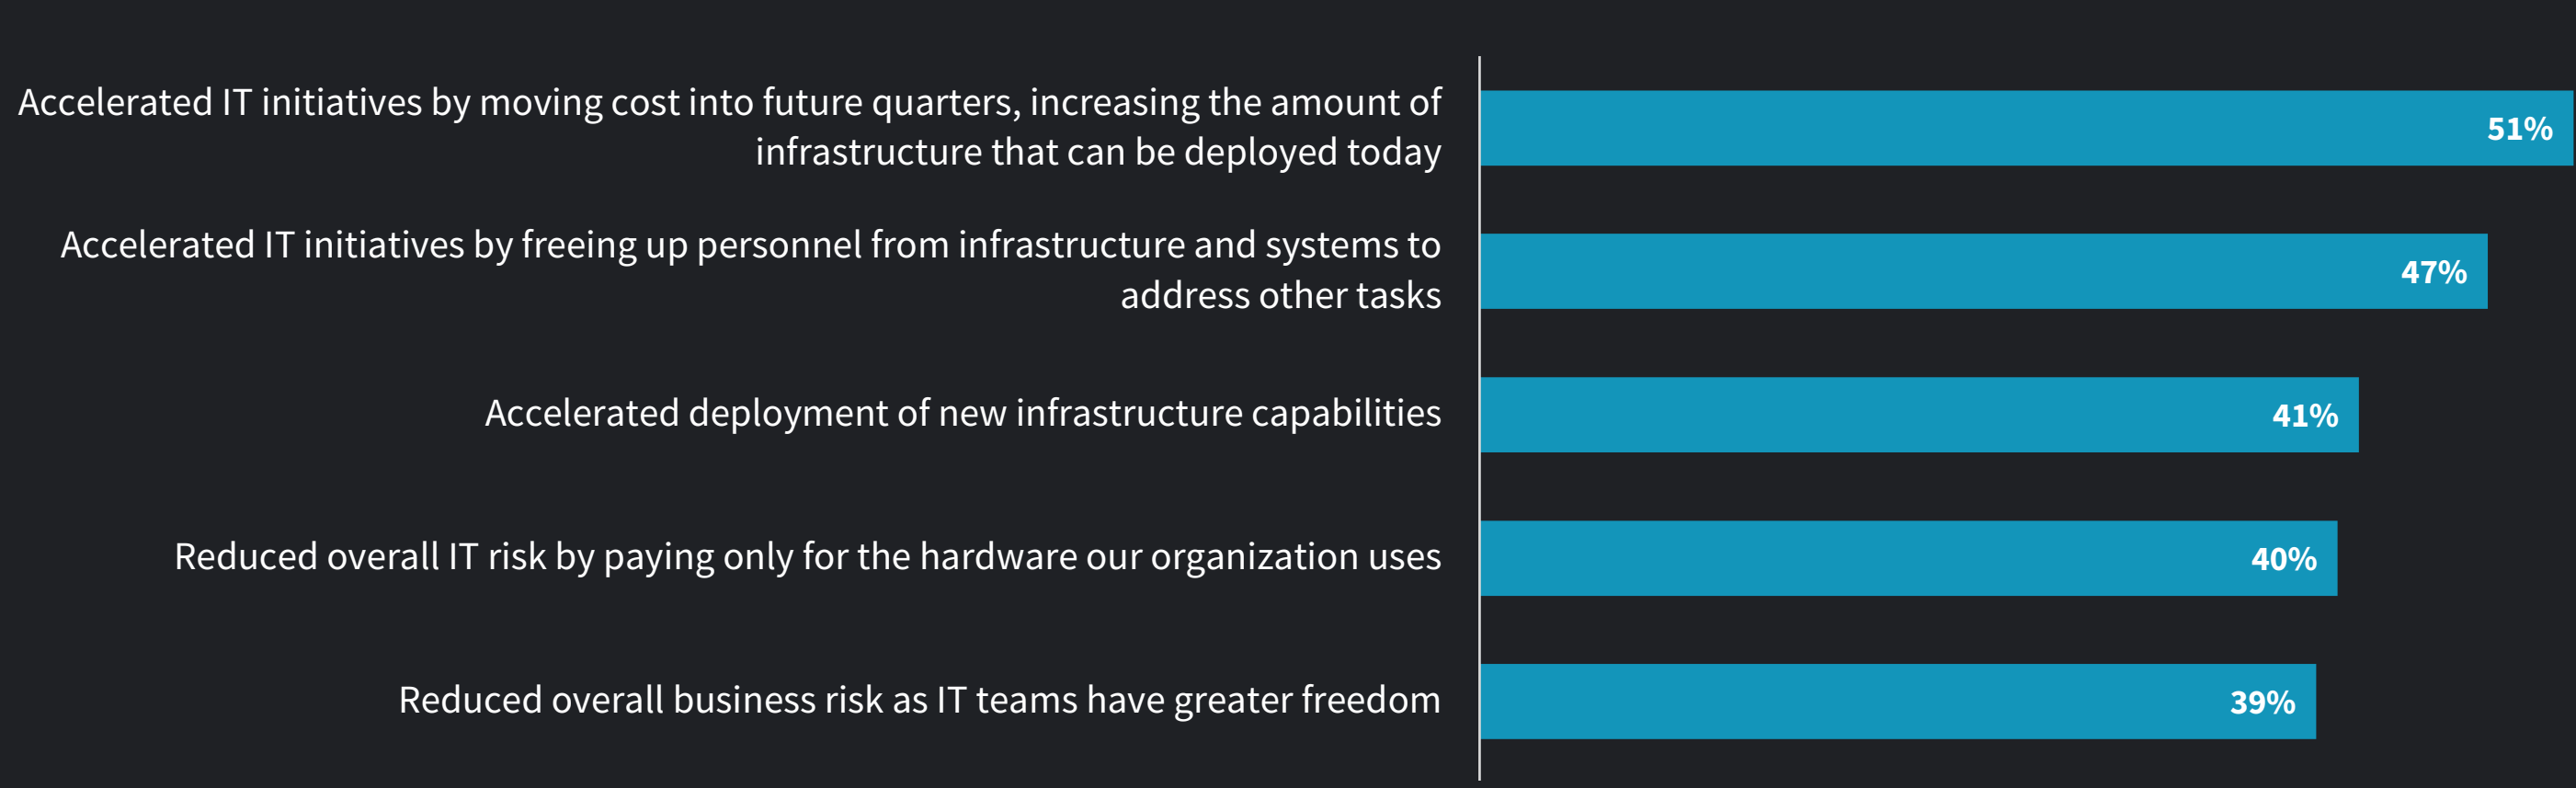 Accelerated IT initiatives by moving cost into future quarters, increasing the amount of
infrastructure that can be deployed today
51%
Accelerated IT initiatives by freeing up personnel from infrastructure and systems to
address other tasks
47%
Accelerated deployment of new infrastructure capabilities
41%
Reduced overall IT risk by paying only for the hardware our organization uses
40%
Reduced overall business risk as IT teams have greater freedom
39%